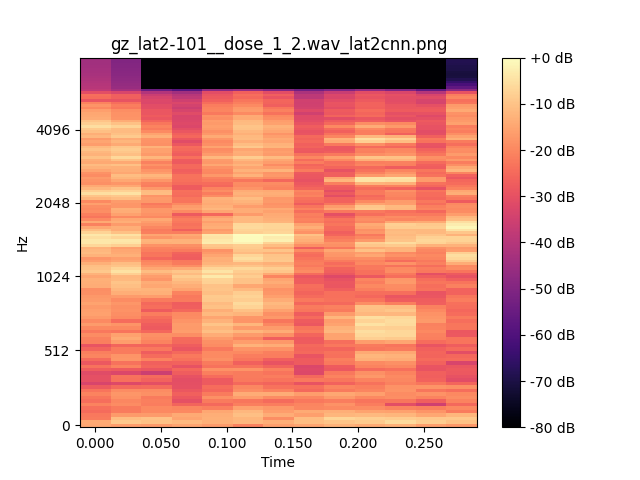 gz_lat2-101__dose_1_2.wav_lat2cnn.png
Hz
4096
2048
1024
512
0
0.000 0.050 0.100 0.150 0.200 0.250
Time
+0 dB
-10 dB
-20 dB
-30 dB
-40 dB
-50 dB
-60 dB
-70 dB
-80 dB